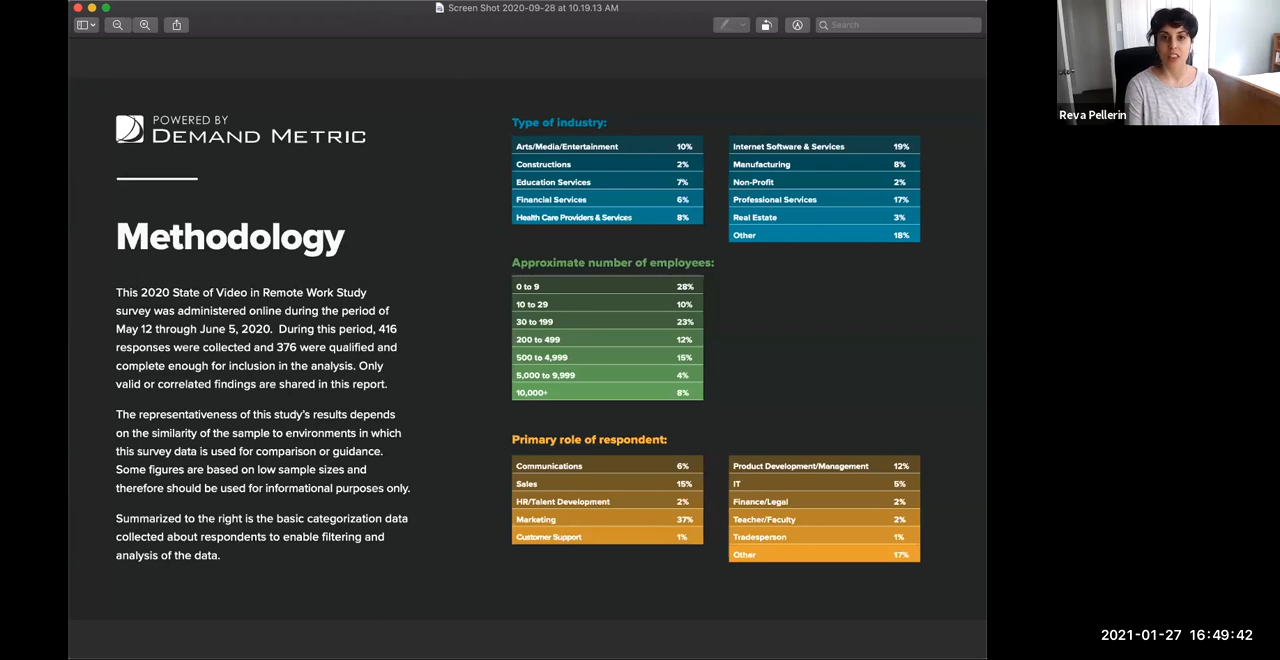 Screen Shot 2020-09-28 at 10.19.13 AM
Search
POWERED BY
DEMAND METRIC
Methodology
This 2020 State of Video in Remote Work Study
survey was administered online during the period of
May 12 through June 5, 2020. During this period, 416
responses were collected and 376 were qualified and
complete enough for inclusion in the analysis. Only
valid or correlated findings are shared in this report.
The representativeness of this study's results depends
on the similarity of the sample to environments in which
this survey data is used for comparison or guidance.
Some figures are based on low sample sizes and
therefore should be used for informational purposes only.
Summarized to the right is the basic categorization data
collected about respondents to enable filtering and
analysis of the data.
Type of industry:
Arts/Media/Entertainment 10%
Constructions 2%
Education Services 7%
Financial Services 6%
Health Care Providers & Services 8%
Internet Software & Services 19%
Manufacturing 8%
Non-Profit 2%
Professional Services 17%
Real Estate 3%
Other 18%
Approximate number of employees:
0 to 9 28%
10 to 29 10%
30 to 199 23%
200 to 499 12%
500 to 4,999 15%
5,000 to 9,999 4%
10,000+ 8%
Primary role of respondent:
Communications 6%
Sales 15%
HR/Talent Development 2%
Marketing 37%
Customer Support 1%
Product Development/Management 12%
IT 5%
Finance/Legal 2%
Teacher/Faculty 2%
Tradesperson 1%
Other 17%
Reva Pellerin
2021-01-27 16:49:42